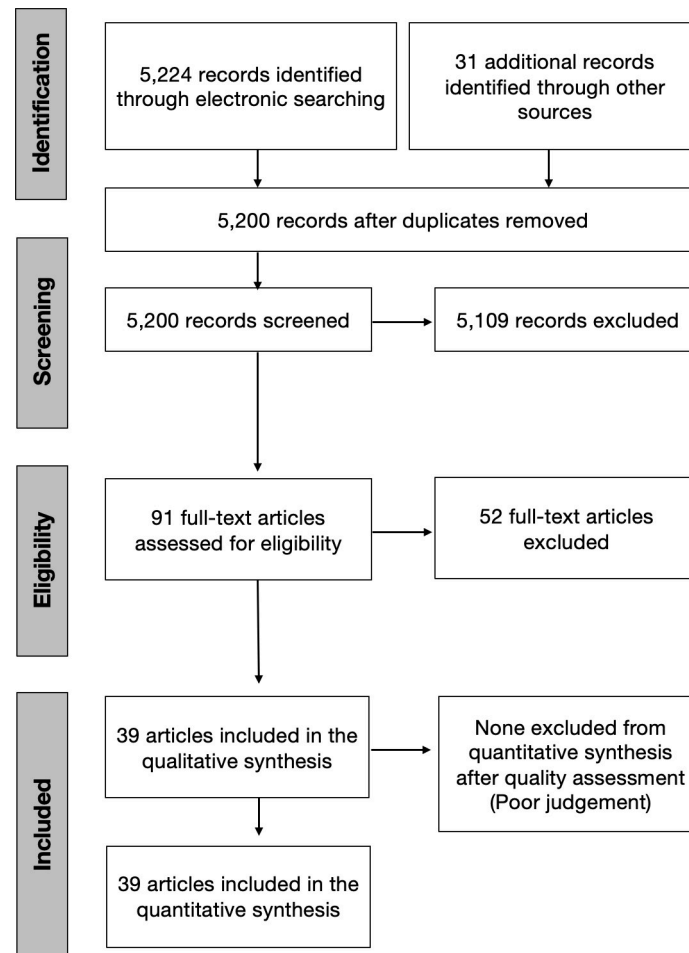 Identification
5,224 records identified
through electronic searching
31 additional records
identified through other
sources
5,200 records after duplicates removed
Screening
5,200 records screened
5,109 records excluded
Eligibility
91 full-text articles
assessed for eligibility
52 full-text articles
excluded
Included
39 articles included in the
qualitative synthesis
None excluded from
quantitative synthesis
after quality assessment
(Poor judgement)
39 articles included in the
quantitative synthesis